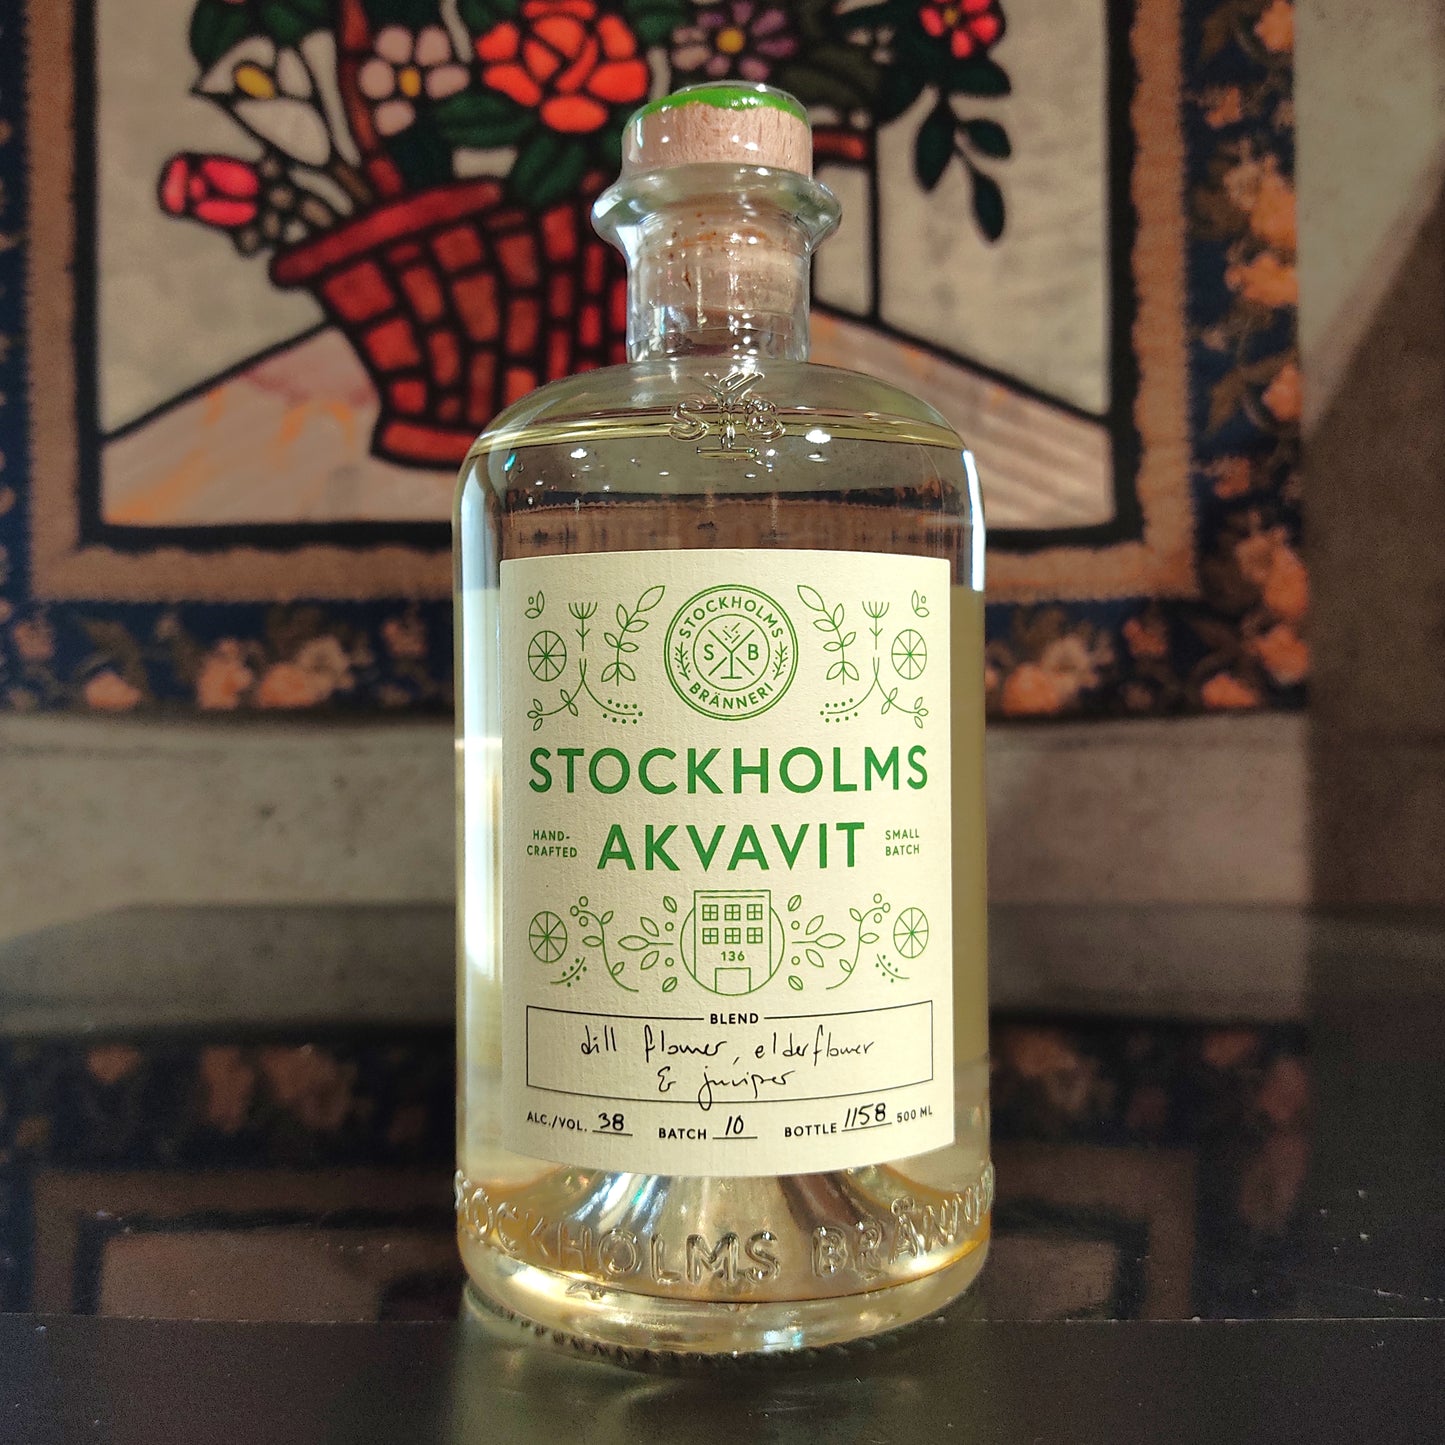 S B
STOCKHOLMS
S B
BRÄNNERI
STOCKHOLMS
HAND-
CRAFTED
AKVAVIT
SMALL
BATCH
136
BLEND
dill flower, elderflower
& juniper
ALC./VOL. 38 BATCH 10 BOTTLE 1158 500 ML
STOCKHOLMS BRÄNNERI